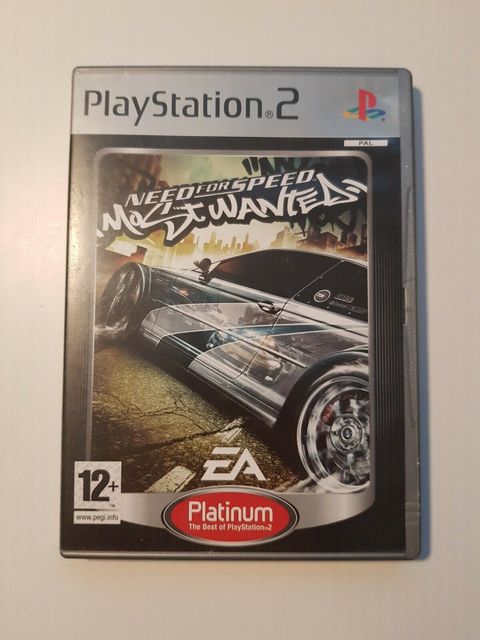 PlayStation®2
PAL
NEED FOR SPEED
MOST WANTED
EA
12+
www.pegi.info
Platinum
The Best of PlayStation®2